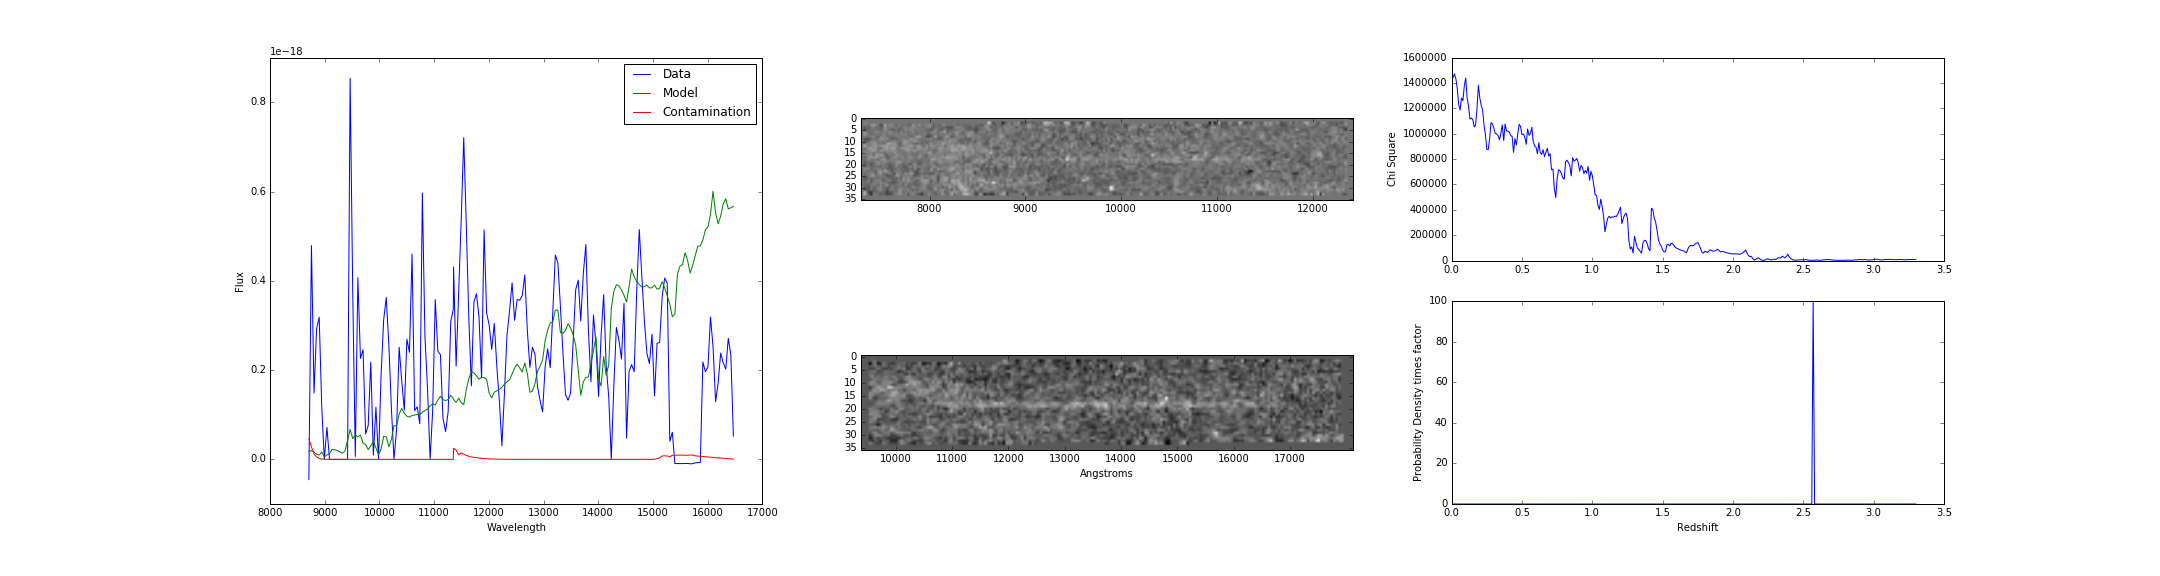 1e−18
Data
Model
Contamination
0.8
0.6
0.4
0.2
0.0
Flux
8000 9000 10000 11000 12000 13000 14000 15000 16000 17000
Wavelength
0
5
10
15
20
25
30
35
8000 9000 10000 11000 12000
0
5
10
15
20
25
30
35
10000 11000 12000 13000 14000 15000 16000 17000
Angstroms
1600000
1400000
1200000
1000000
800000
600000
400000
200000
0
Chi Square
0.0 0.5 1.0 1.5 2.0 2.5 3.0 3.5
100
80
60
40
20
0
Probability Density times factor
0.0 0.5 1.0 1.5 2.0 2.5 3.0 3.5
Redshift